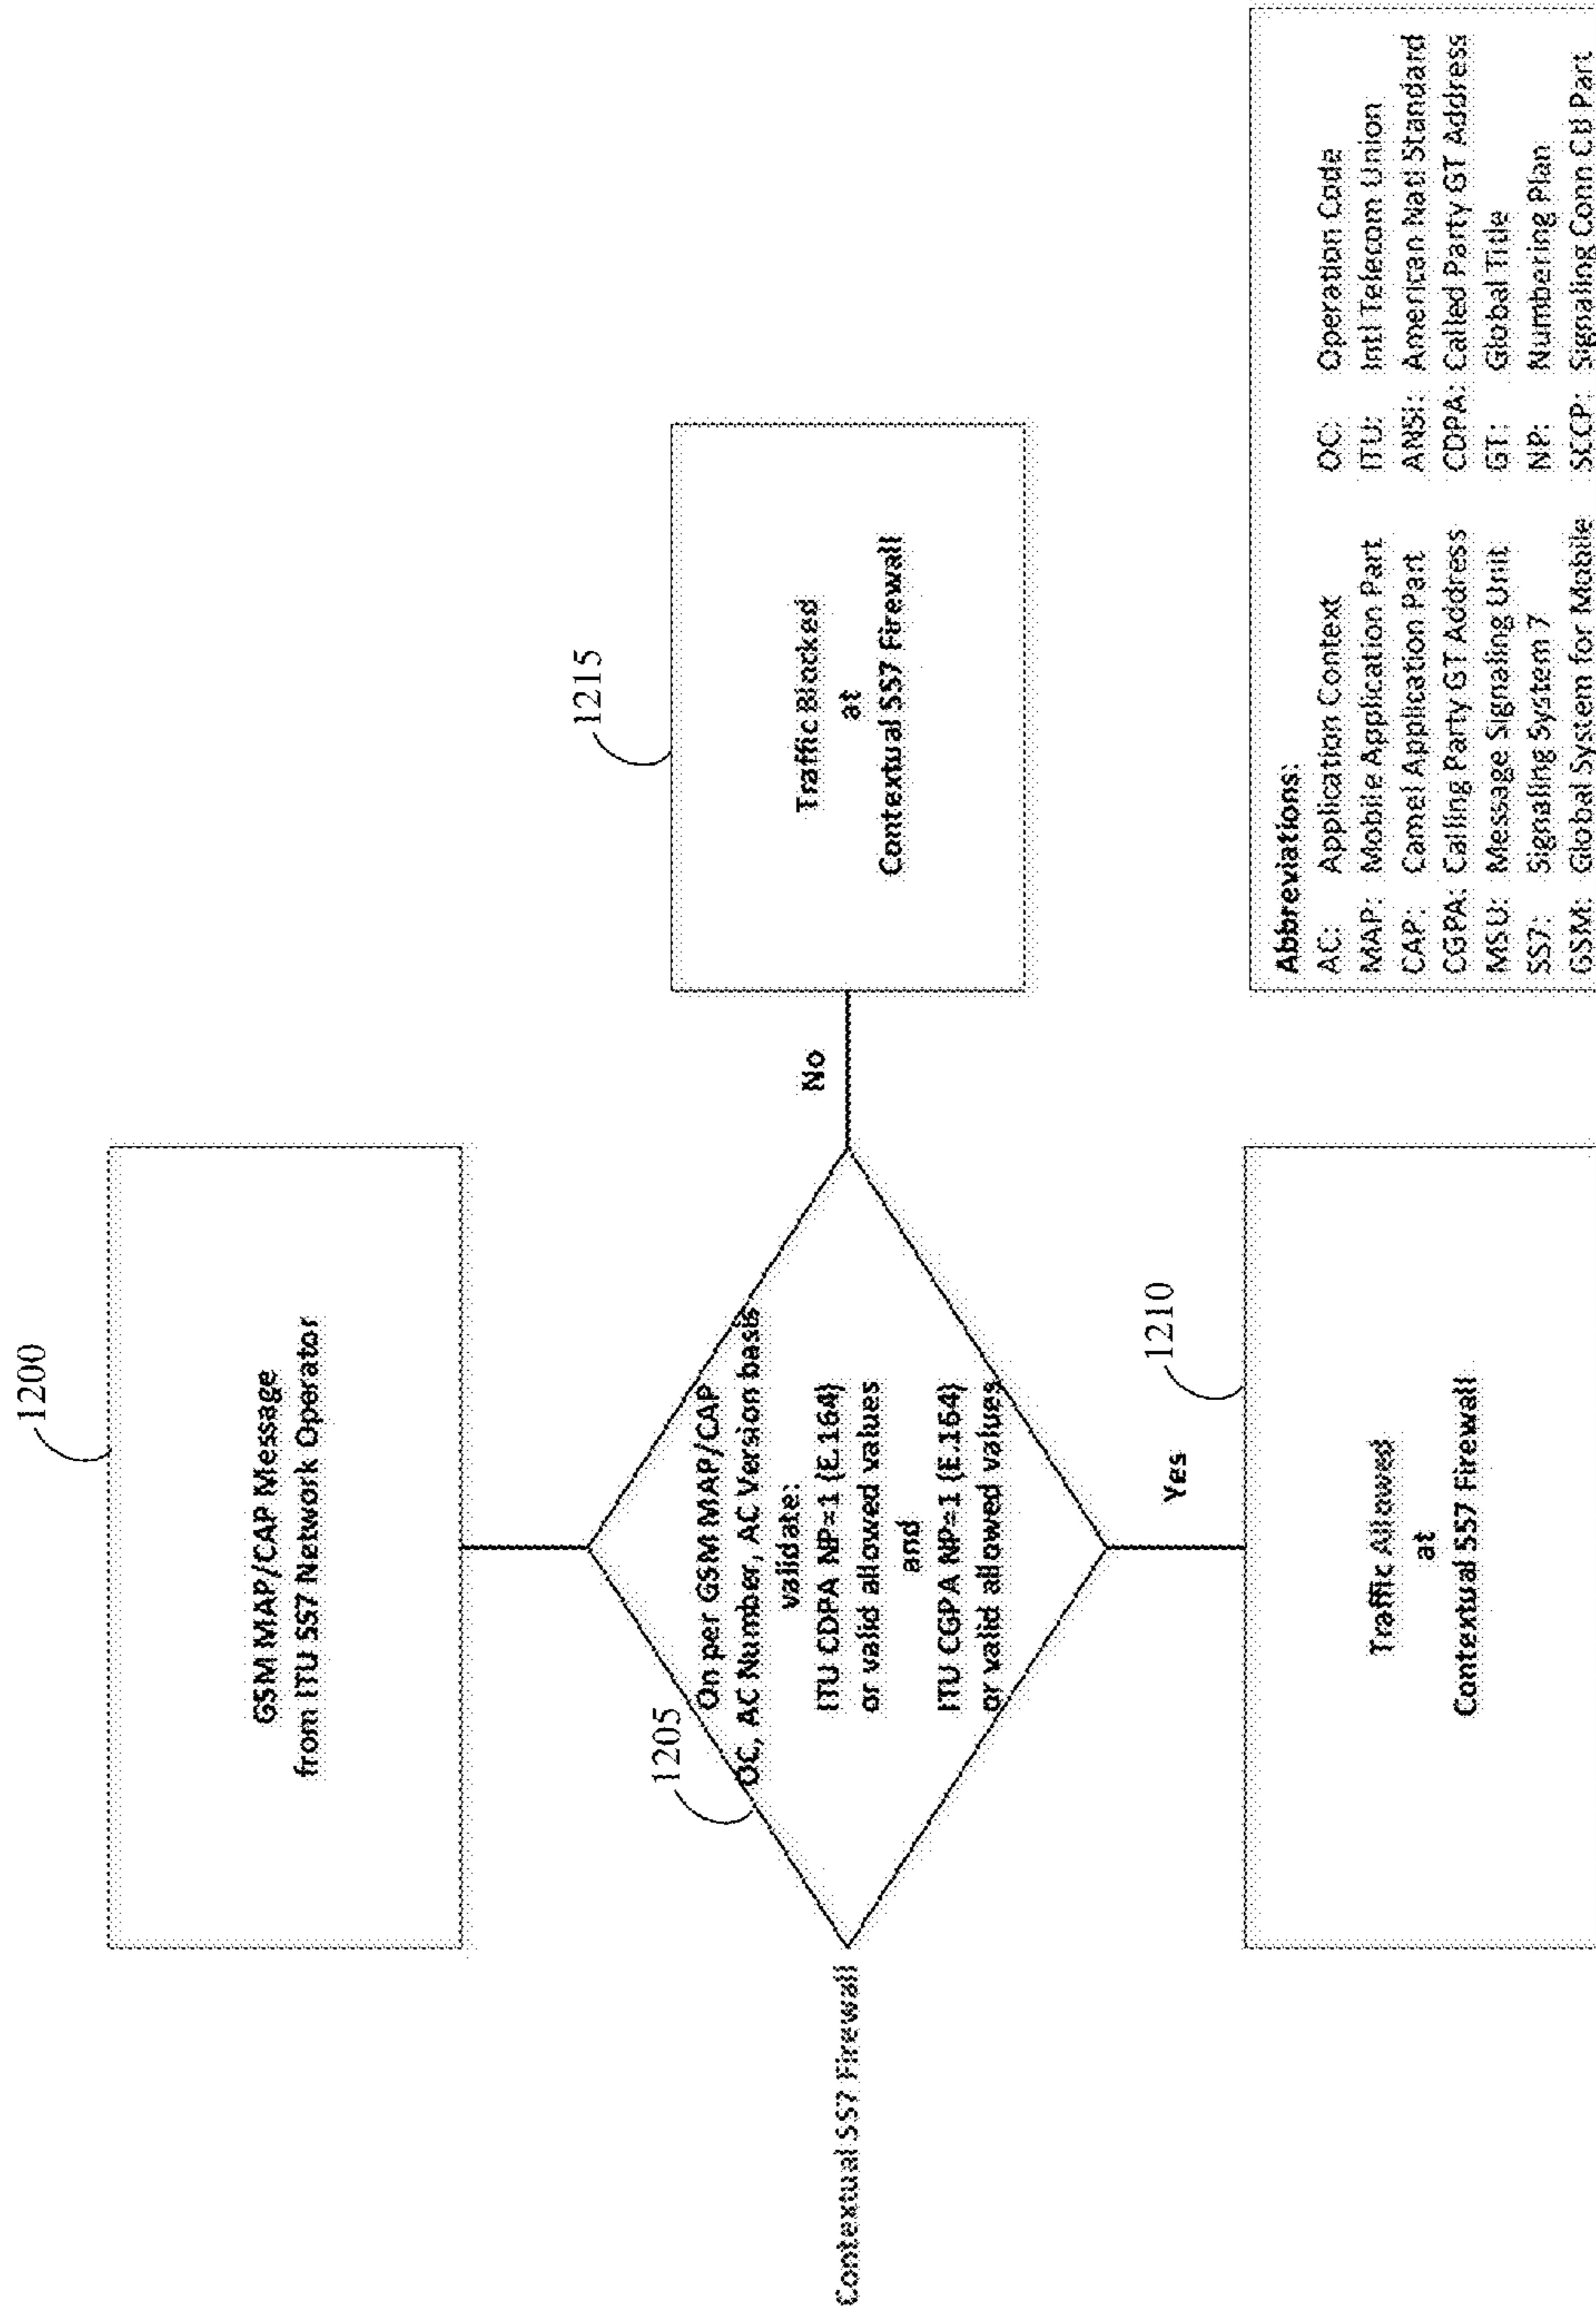 1200
GSM MAP/CAP Message
from ITU SS7 Network Operator
Contextual SS7 Firewall
1205
On per GSM MAP/CAP
OC, AC Number, AC Version basis
validate:
ITU CDPA NP=1 (E.164)
or valid allowed values
and
ITU CGPA NP=1 (E.164)
or valid allowed values
No
1215
Traffic Blocked
at
Contextual SS7 Firewall
Yes
1210
Traffic Allowed
at
Contextual SS7 Firewall
Abbreviations:
AC: Application Context OC: Operation Code
MAP: Mobile Application Part ITU: Intl Telecom Union
CAP: Camel Application Part ANSI: American Natl Standard
CGPA: Calling Party GT Address CDPA: Called Party GT Address
MSU: Message Signaling Unit GT: Global Title
SS7: Signaling System 7 NP: Numbering Plan
GSM: Global System for Mobile SCCP: Signaling Conn Ctl Part